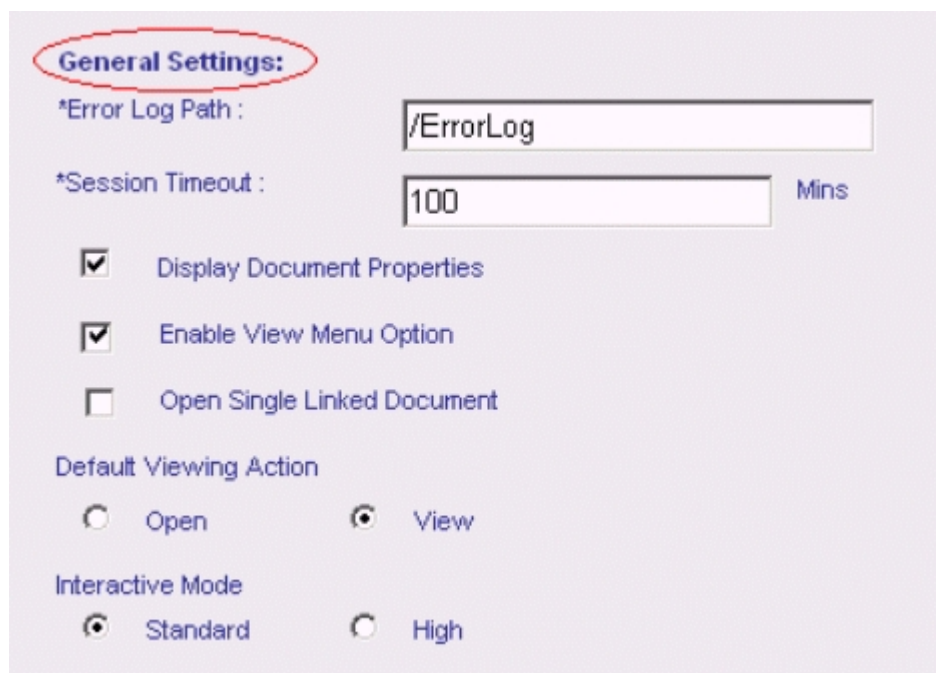 General Settings:
*Error Log Path :
/ErrorLog
*Session Timeout :
100
Mins
Display Document Properties
Enable View Menu Option
Open Single Linked Document
Default Viewing Action
Open View
Interactive Mode
Standard High